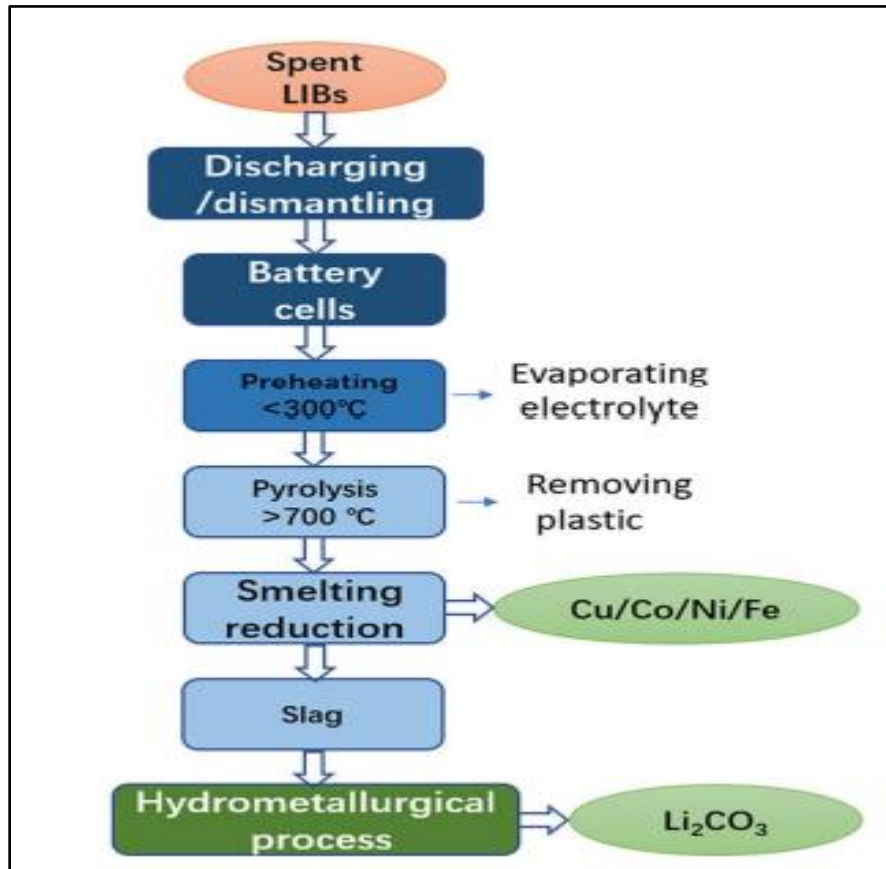 Spent
LIBs
Discharging
/dismantling
Battery
cells
Preheating
<300℃
Evaporating
electrolyte
Pyrolysis
>700 ℃
Removing
plastic
Smelting
reduction
Cu/Co/Ni/Fe
Slag
Hydrometallurgical
process
Li₂CO₃